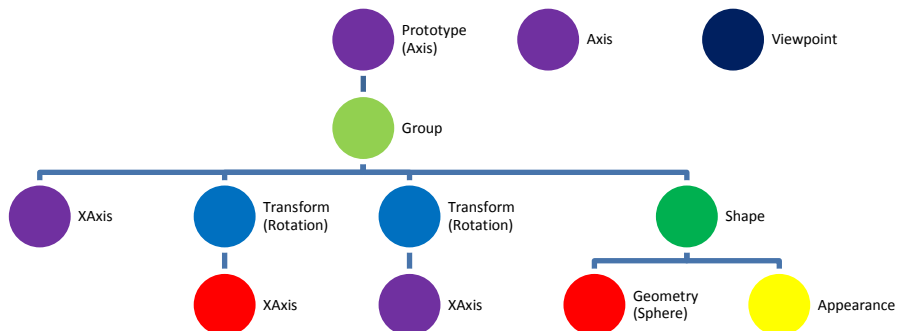 Prototype
(Axis)
Axis
Viewpoint
Group
XAxis
Transform
(Rotation)
Transform
(Rotation)
Shape
XAxis
XAxis
Geometry
(Sphere)
Appearance